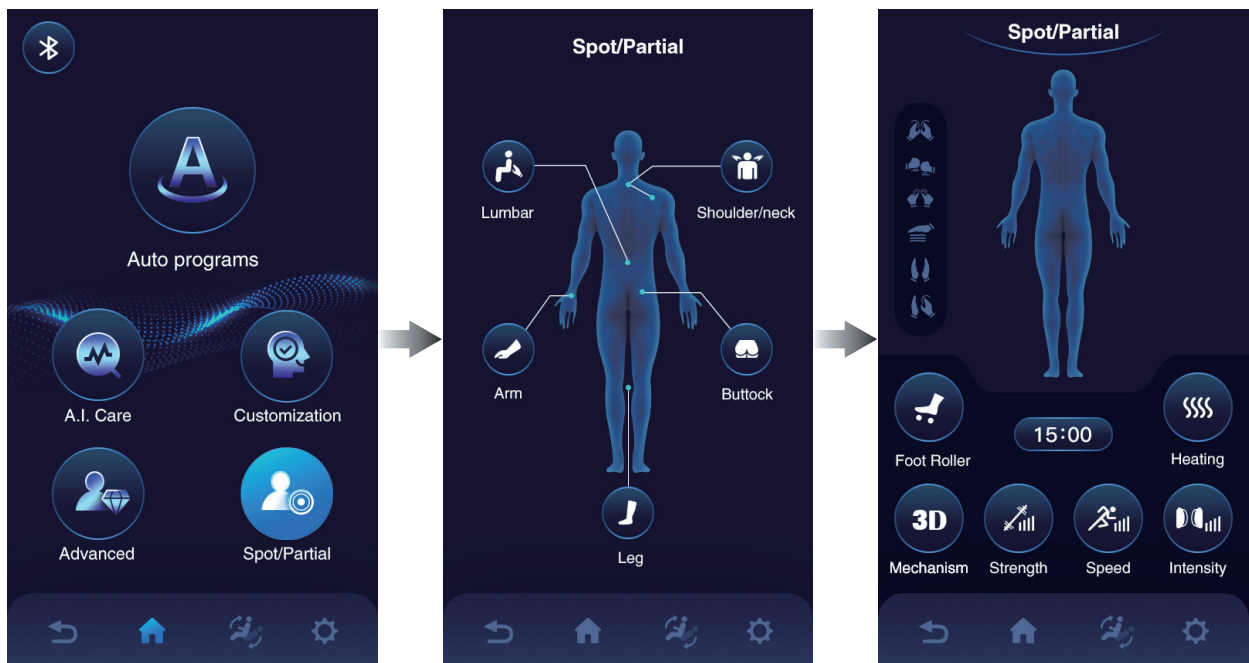 A
Auto programs
A.I. Care
Customization
Advanced
Spot/Partial
Spot/Partial
Lumbar
Shoulder/neck
Arm
Buttock
Leg
Spot/Partial
Foot Roller
15:00
Heating
3D
Mechanism
Strength
Speed
Intensity